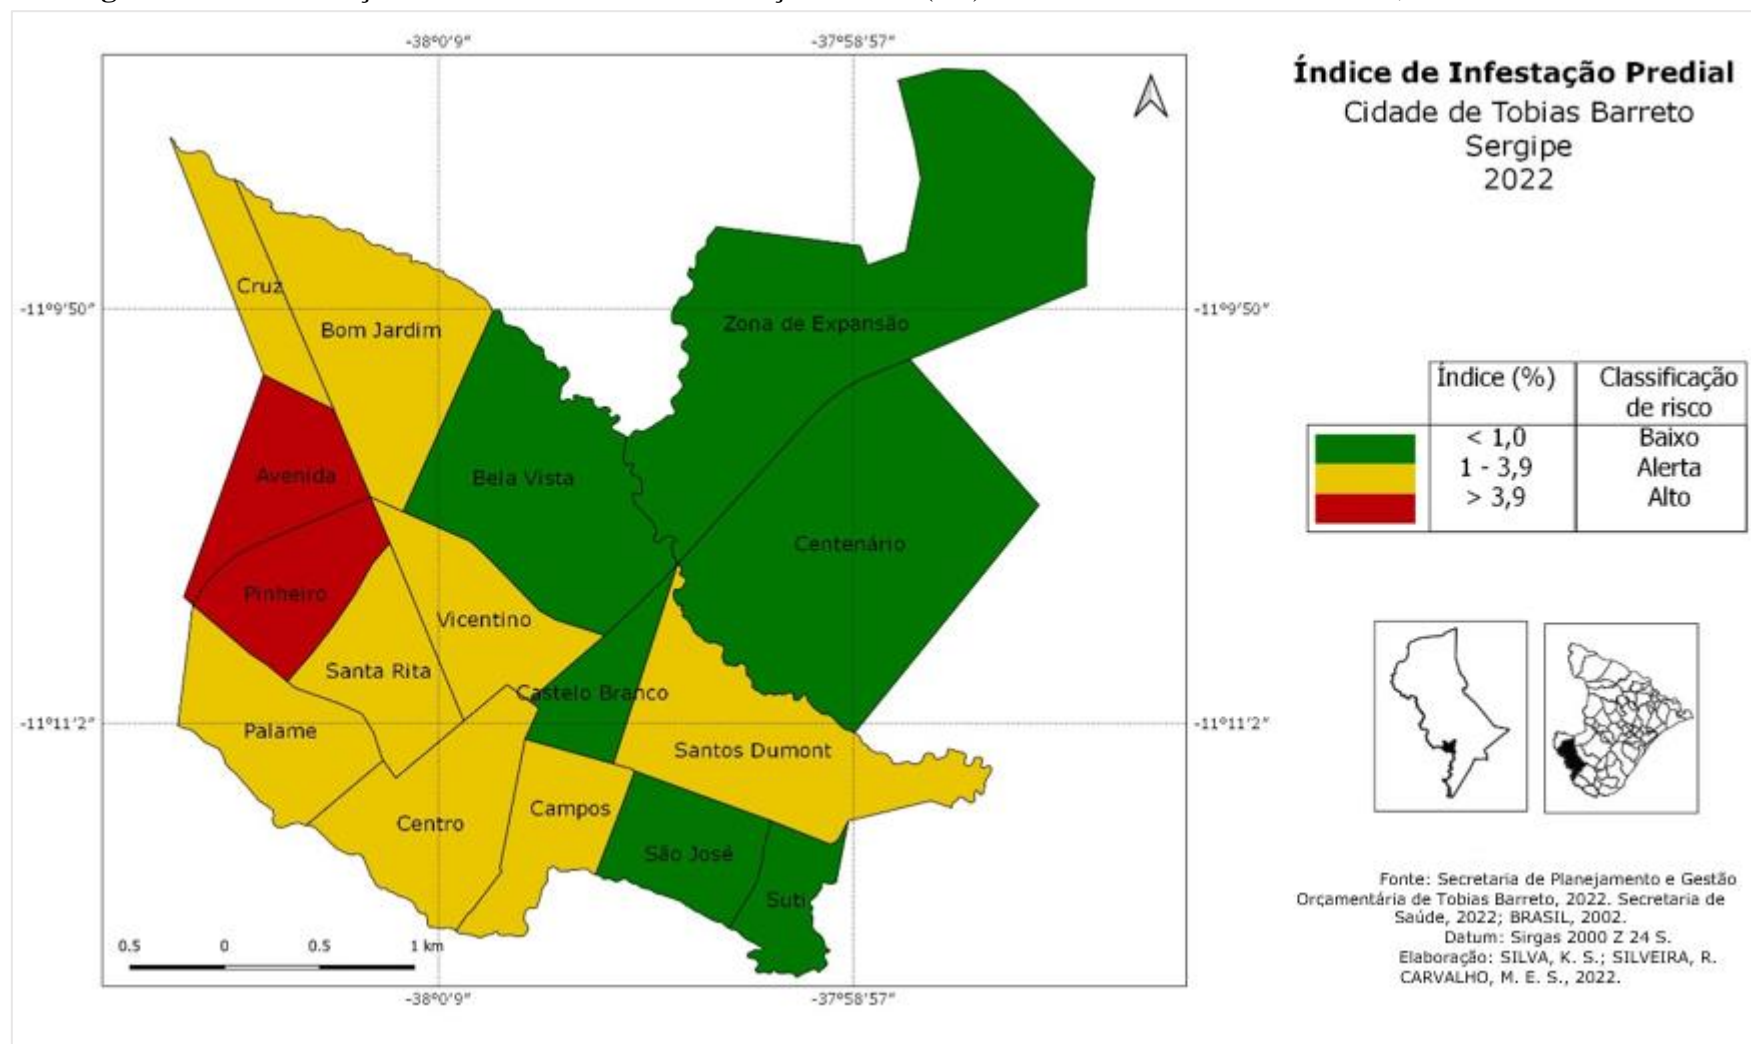 -38°0′9″
-37°58′57″
Índice de Infestação Predial
Cidade de Tobias Barreto
Sergipe
2022
-11°9′50″
-11°9′50″
Cruz
Bom Jardim
Zona de Expansão
Avenida
Bela Vista
Centenário
Pinheiro
Vicentino
Santa Rita
Castelo Branco
Palame
Santos Dumont
Campos
Centro
São José
Suti
-11°11′2″
-11°11′2″
Índice (%)
Classificação
de risco
< 1,0 Baixo
1 - 3,9 Alerta
> 3,9 Alto
0.5 0 0.5 1 km
-38°0′9″
-37°58′57″
Fonte: Secretaria de Planejamento e Gestão
Orçamentária de Tobias Barreto, 2022. Secretaria de
Saúde, 2022; BRASIL, 2002.
Datum: Sirgas 2000 Z 24 S.
Elaboração: SILVA, K. S.; SILVEIRA, R.
CARVALHO, M. E. S., 2022.